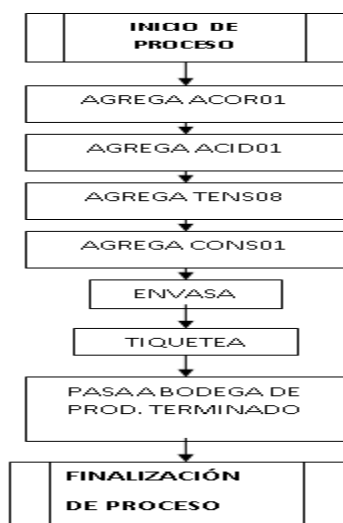 INICIO DE
PROCESO
AGREGA ACOR01
AGREGA ACID01
AGREGA TENS08
AGREGA CONS01
ENVASA
TIQUETEA
PASA A BODEGA DE
PROD. TERMINADO
FINALIZACIÓN
DE PROCESO